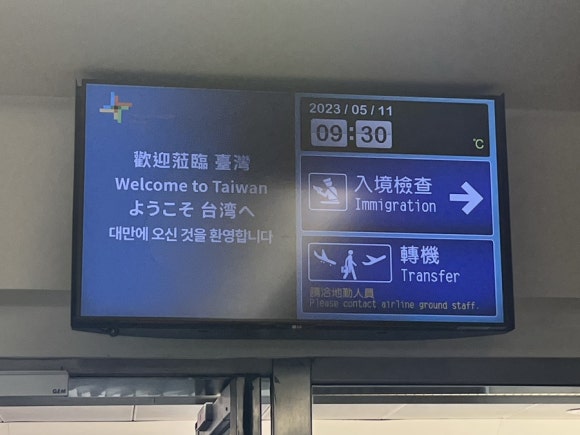 歡迎蒞臨 臺灣
Welcome to Taiwan
ようこそ 台湾へ
대만에 오신 것을 환영합니다
2023 / 05 / 11
09:30
℃
入境檢查
Immigration
轉機
Transfer
請洽地勤人員
Please contact airline ground staff.
LG